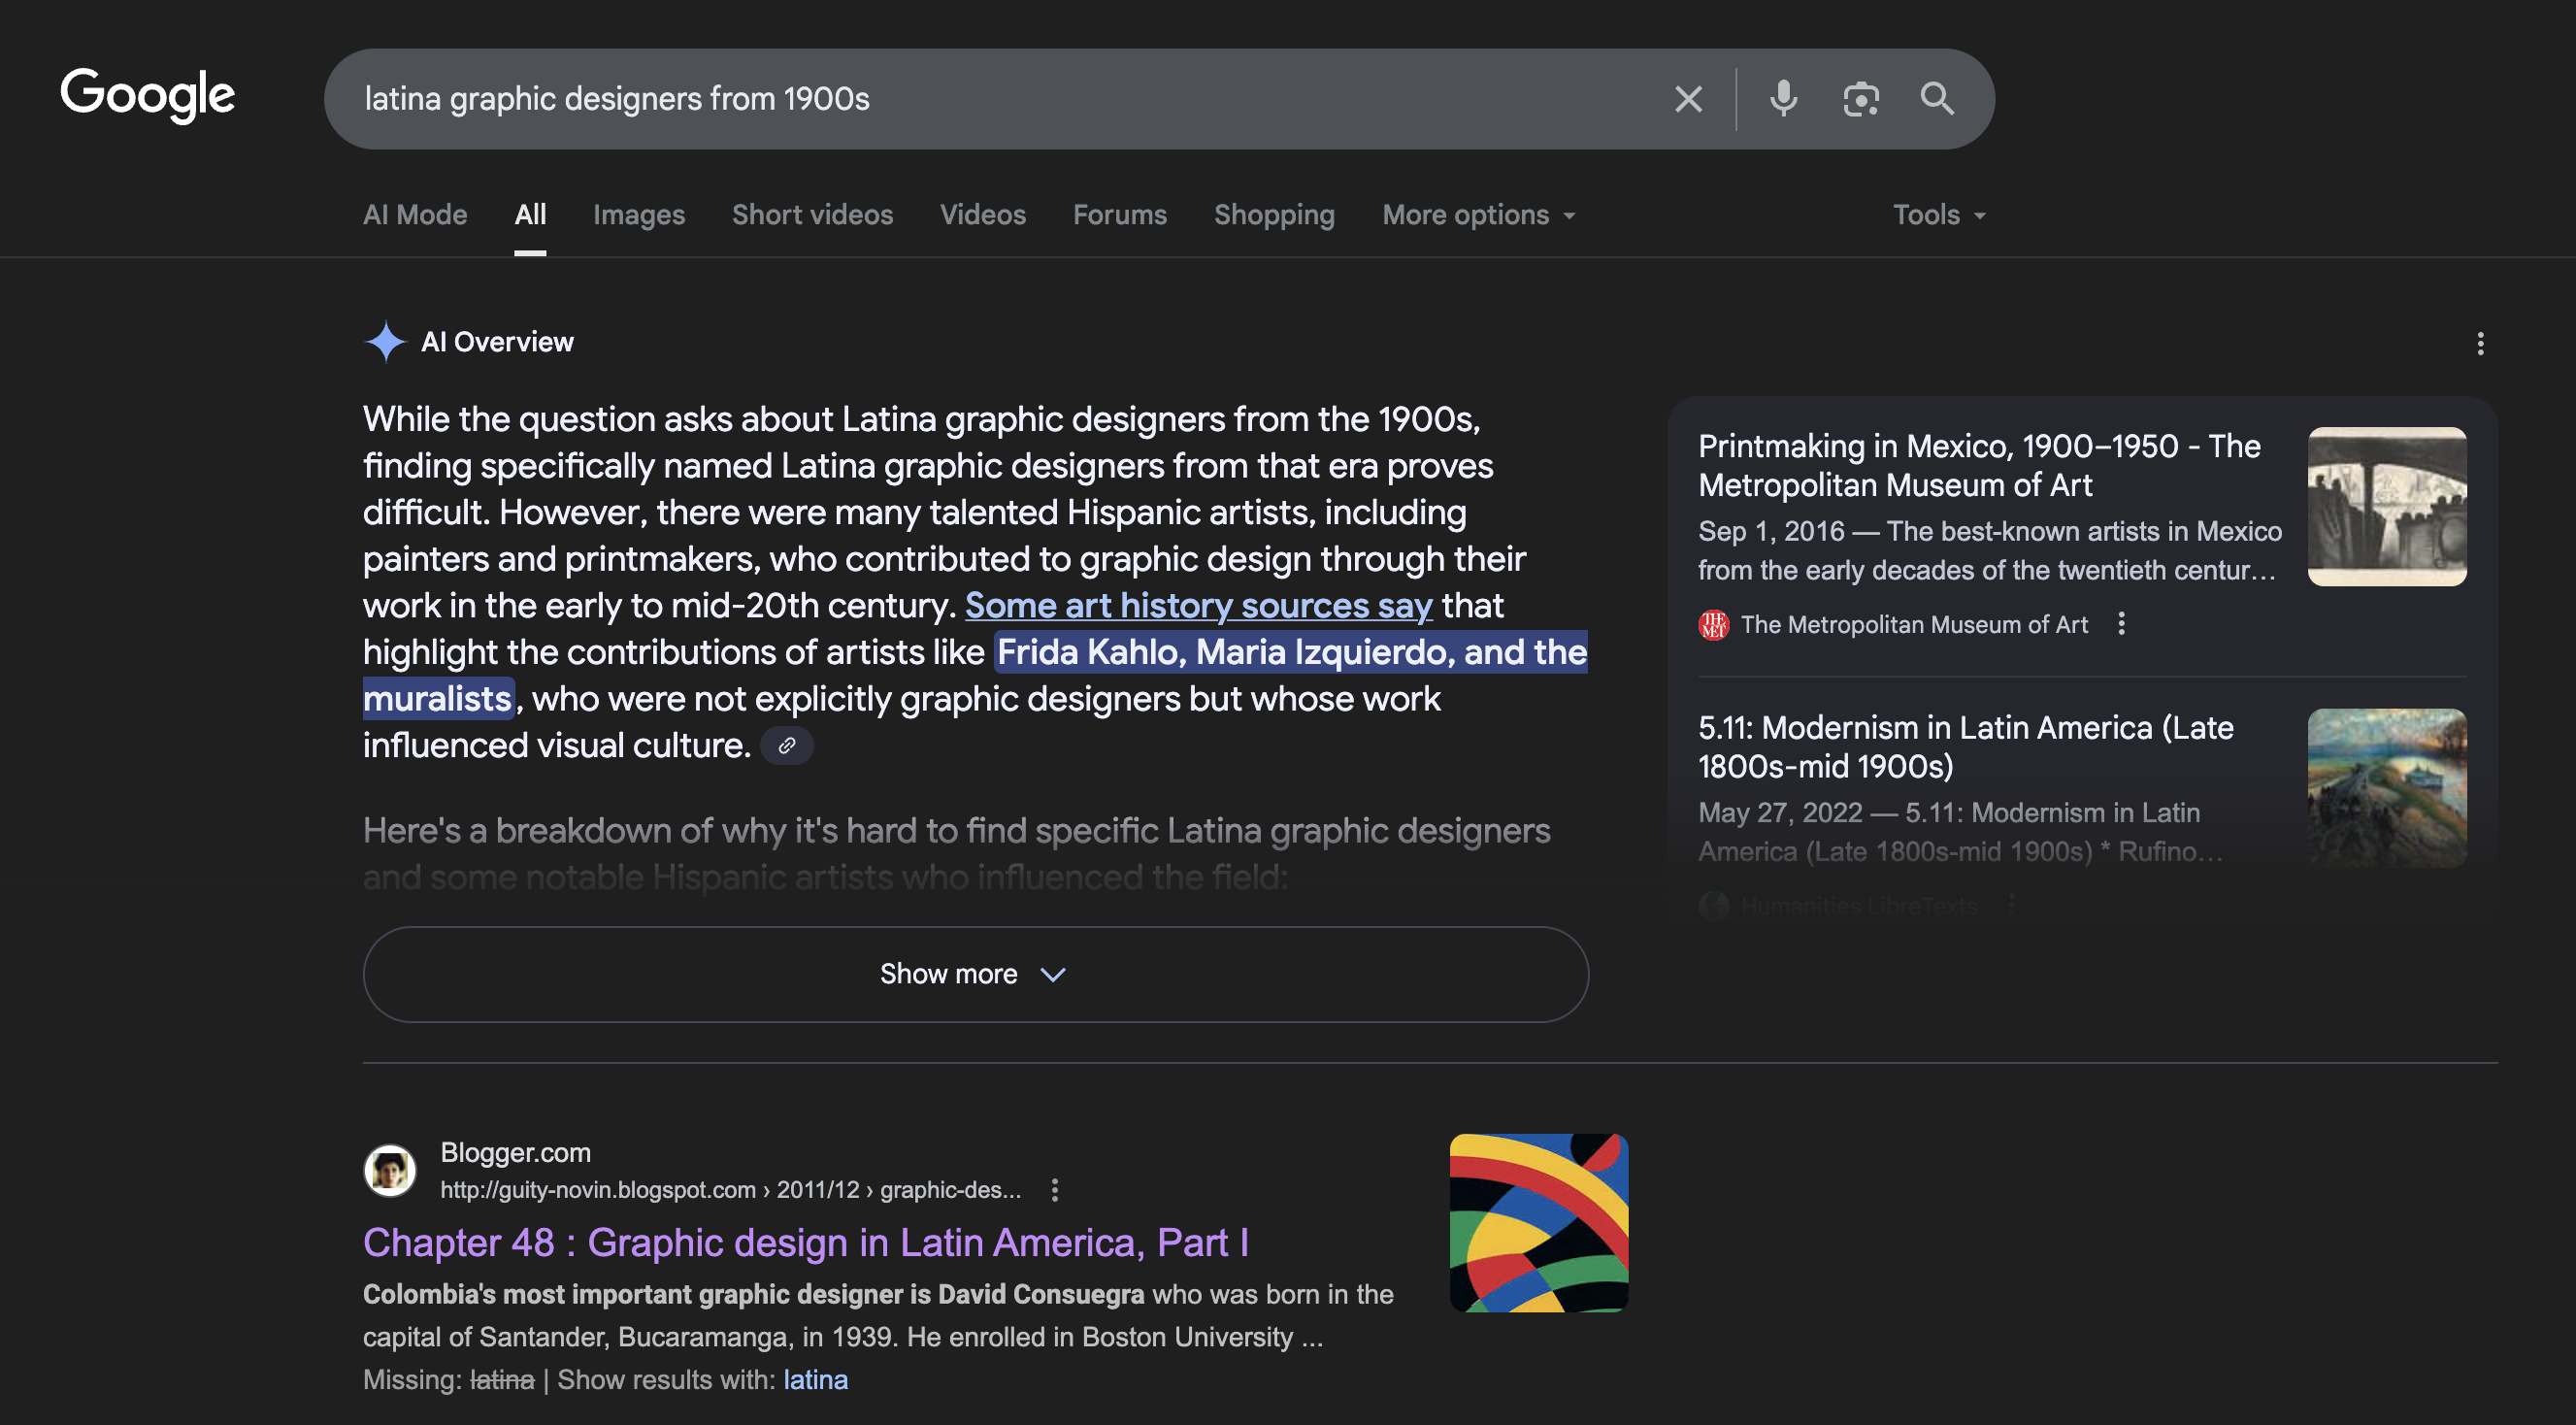 Google
latina graphic designers from 1900s
AI Mode All Images Short videos Videos Forums Shopping More options Tools
AI Overview
While the question asks about Latina graphic designers from the 1900s,
finding specifically named Latina graphic designers from that era proves
difficult. However, there were many talented Hispanic artists, including
painters and printmakers, who contributed to graphic design through their
work in the early to mid-20th century. Some art history sources say that
highlight the contributions of artists like Frida Kahlo, Maria Izquierdo, and the
muralists, who were not explicitly graphic designers but whose work
influenced visual culture.
Here's a breakdown of why it's hard to find specific Latina graphic designers
and some notable Hispanic artists who influenced the field:
Show more
Printmaking in Mexico, 1900–1950 - The
Metropolitan Museum of Art
Sep 1, 2016 — The best-known artists in Mexico
from the early decades of the twentieth centur...
THE MET
The Metropolitan Museum of Art
5.11: Modernism in Latin America (Late
1800s-mid 1900s)
May 27, 2022 — 5.11: Modernism in Latin
America (Late 1800s-mid 1900s) * Rufino...
Humanities LibreTexts
Blogger.com
http://guity-novin.blogspot.com › 2011/12 › graphic-des...
Chapter 48 : Graphic design in Latin America, Part I
Colombia's most important graphic designer is David Consuegra who was born in the
capital of Santander, Bucaramanga, in 1939. He enrolled in Boston University ...
Missing: latina | Show results with: latina